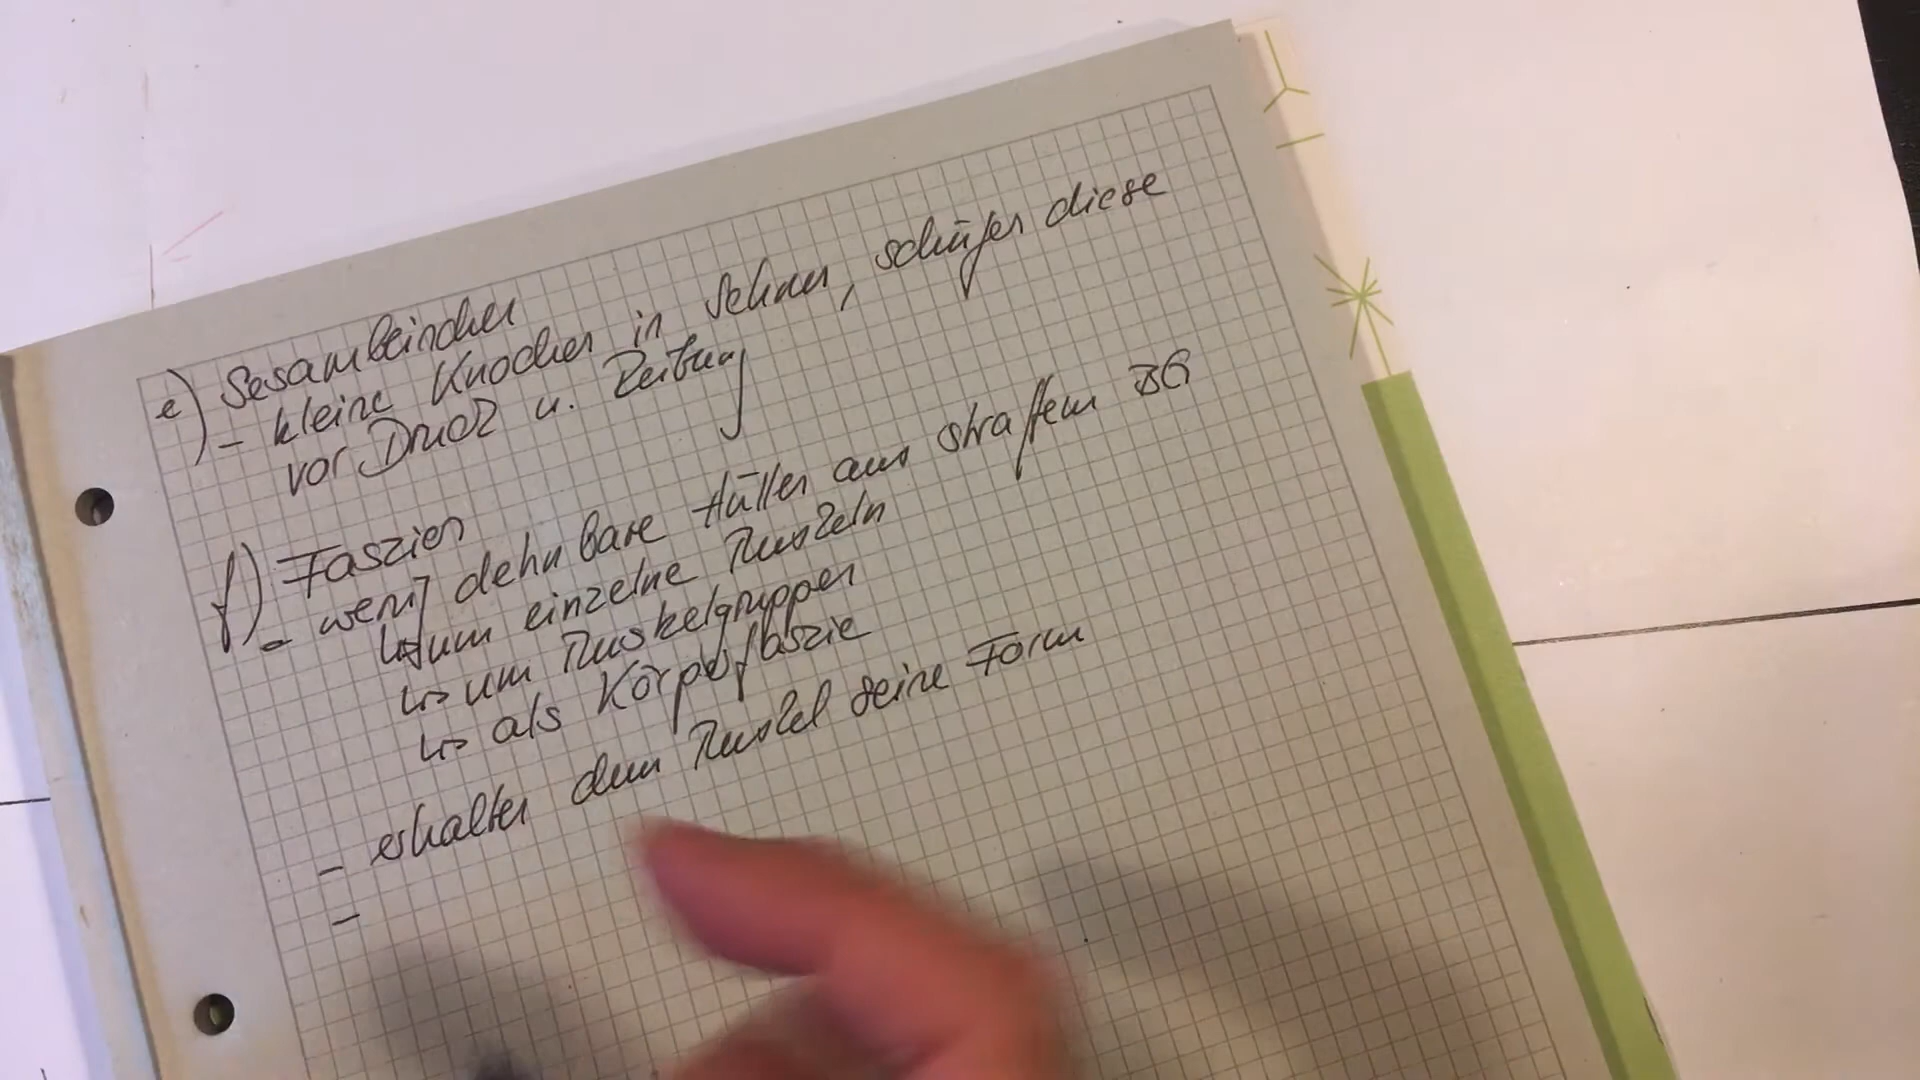 e) Sesambeinchen
- kleine Knochen in Sehnen, schützen diese
vor Druck u. Reibung
f) Faszien
- wenig dehnbare Hüllen aus straffem BG
↳ um einzelne Muskeln
↳ um Muskelgruppen
↳ als Körperfaszie
- erhalten dem Muskel seine Form
-